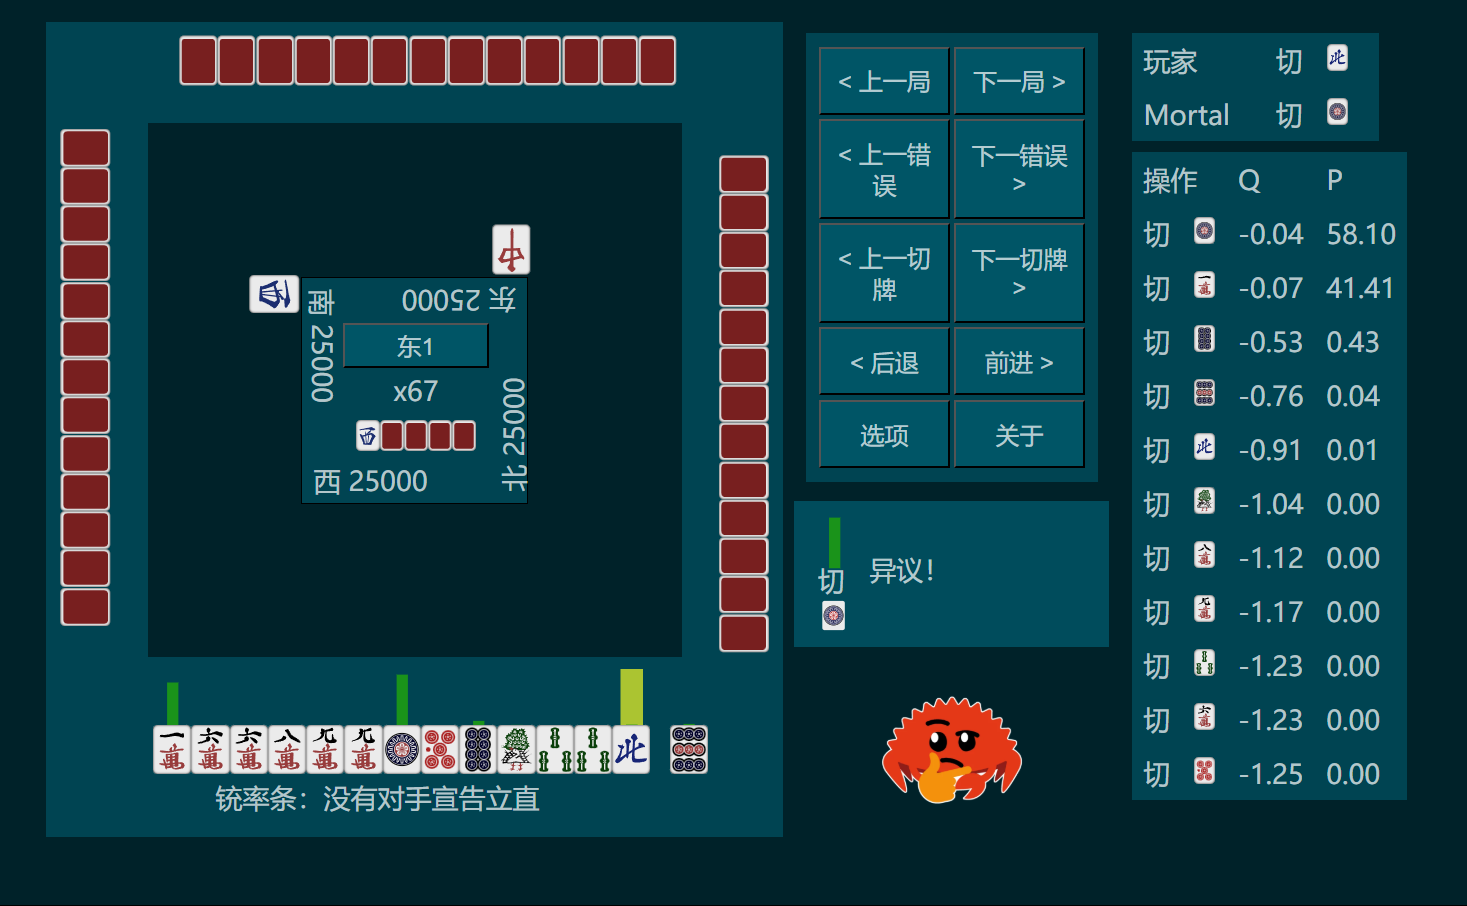 南 25000
东 25000
东1
x67
西 25000
北 25000
铳率条：没有对手宣告立直
< 上一局
下一局 >
< 上一错误
下一错误 >
< 上一切牌
下一切牌 >
< 后退
前进 >
选项
关于
切
异议！
玩家 切
Mortal 切
操作 Q P
切 -0.04 58.10
切 -0.07 41.41
切 -0.53 0.43
切 -0.76 0.04
切 -0.91 0.01
切 -1.04 0.00
切 -1.12 0.00
切 -1.17 0.00
切 -1.23 0.00
切 -1.23 0.00
切 -1.25 0.00